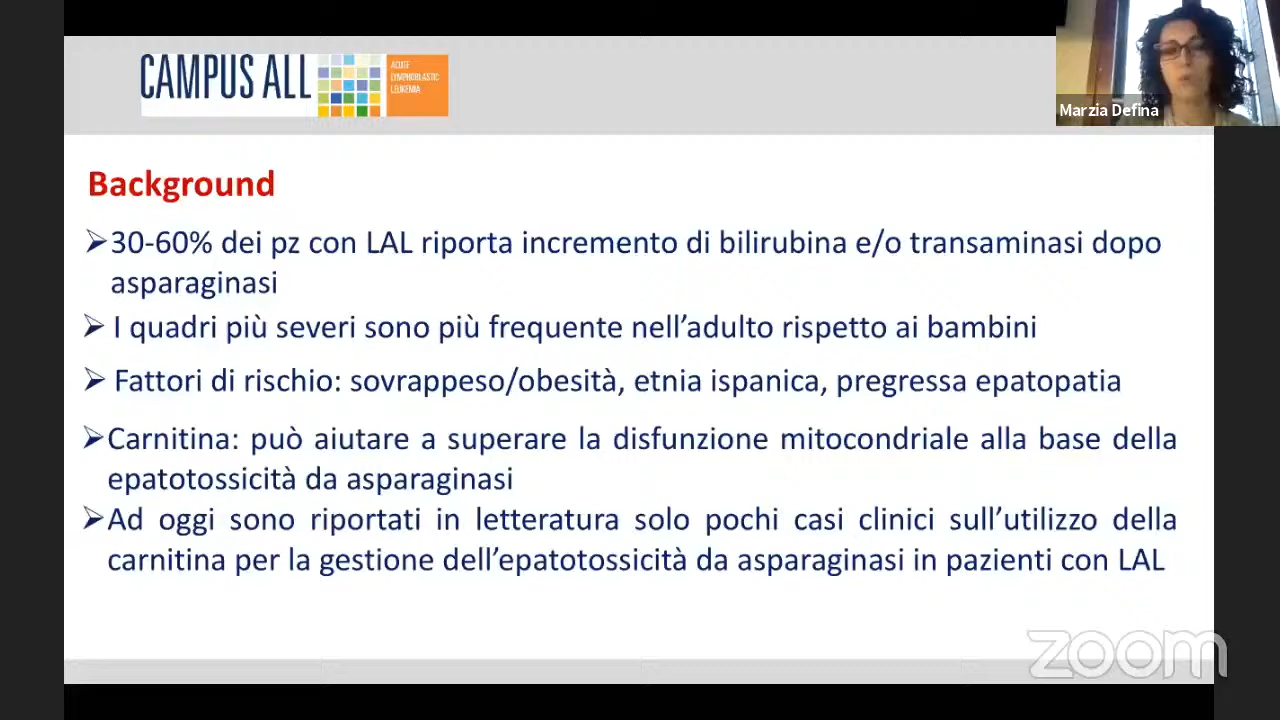 CAMPUS ALL
ACUTE
LYMPHOBLASTIC
LEUKEMIA
Marzia Defina
Background
➢30-60% dei pz con LAL riporta incremento di bilirubina e/o transaminasi dopo
asparaginasi
➢ I quadri più severi sono più frequente nell’adulto rispetto ai bambini
➢ Fattori di rischio: sovrappeso/obesità, etnia ispanica, pregressa epatopatia
➢Carnitina: può aiutare a superare la disfunzione mitocondriale alla base della
epatotossicità da asparaginasi
➢Ad oggi sono riportati in letteratura solo pochi casi clinici sull’utilizzo della
carnitina per la gestione dell’epatotossicità da asparaginasi in pazienti con LAL
zoom